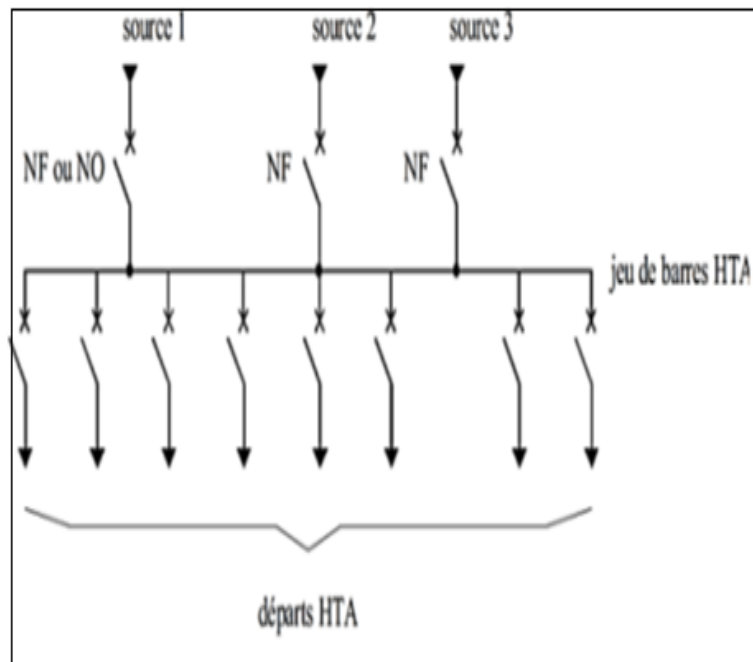 source 1
source 2
source 3
NF ou NO
NF
NF
jeu de barres HTA
départs HTA